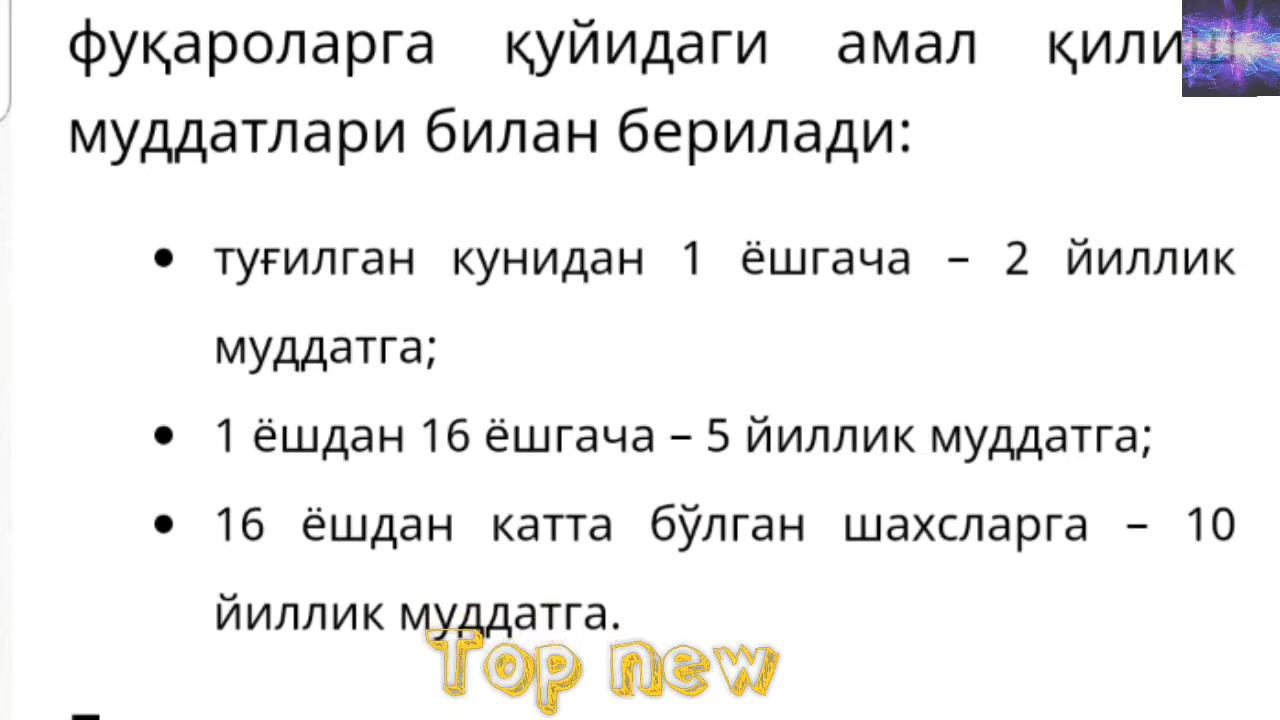 фуқароларга қуйидаги амал қилиш
муддатлари билан берилади:
• туғилган кунидан 1 ёшгача – 2 йиллик
муддатга;
• 1 ёшдан 16 ёшгача – 5 йиллик муддатга;
• 16 ёшдан катта бўлган шахсларга – 10
йиллик муддатга.
Top new